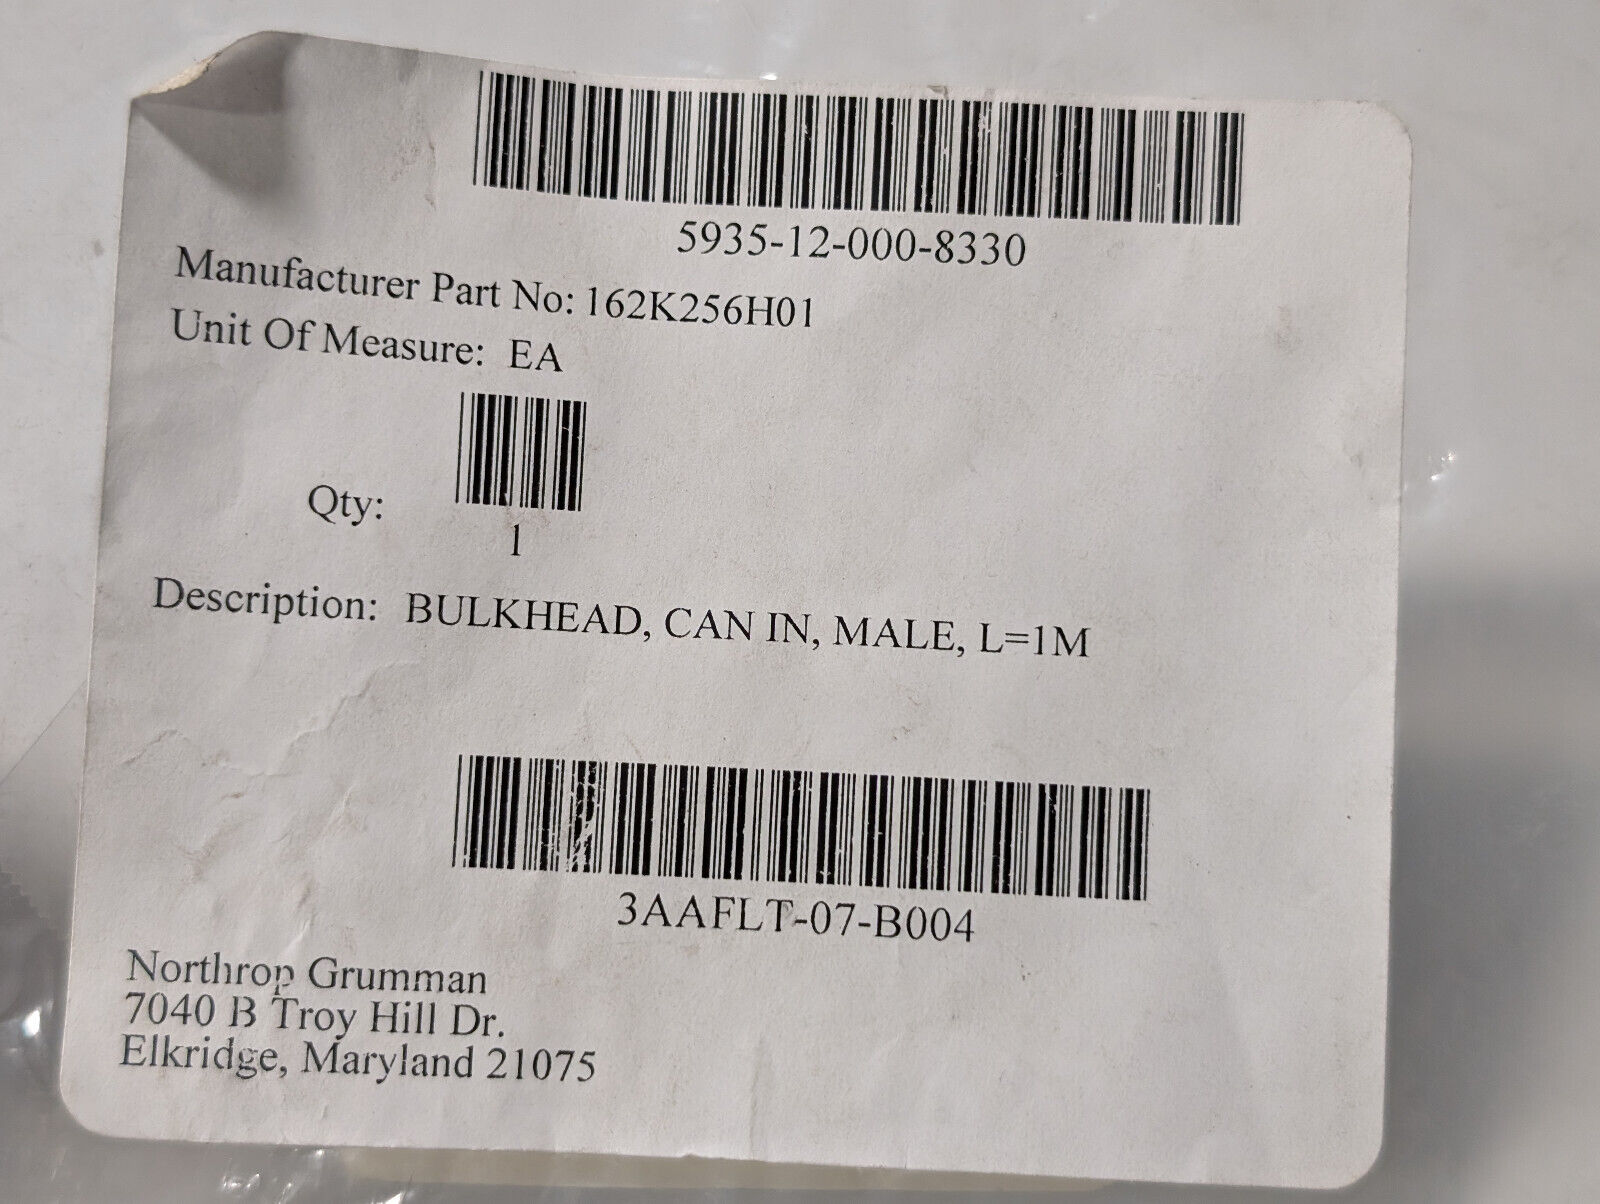 5935-12-000-8330
Manufacturer Part No: 162K256H01
Unit Of Measure: EA
Qty:
1
Description: BULKHEAD, CAN IN, MALE, L=1M
3AAFLT-07-B004
Northrop Grumman
7040 B Troy Hill Dr.
Elkridge, Maryland 21075